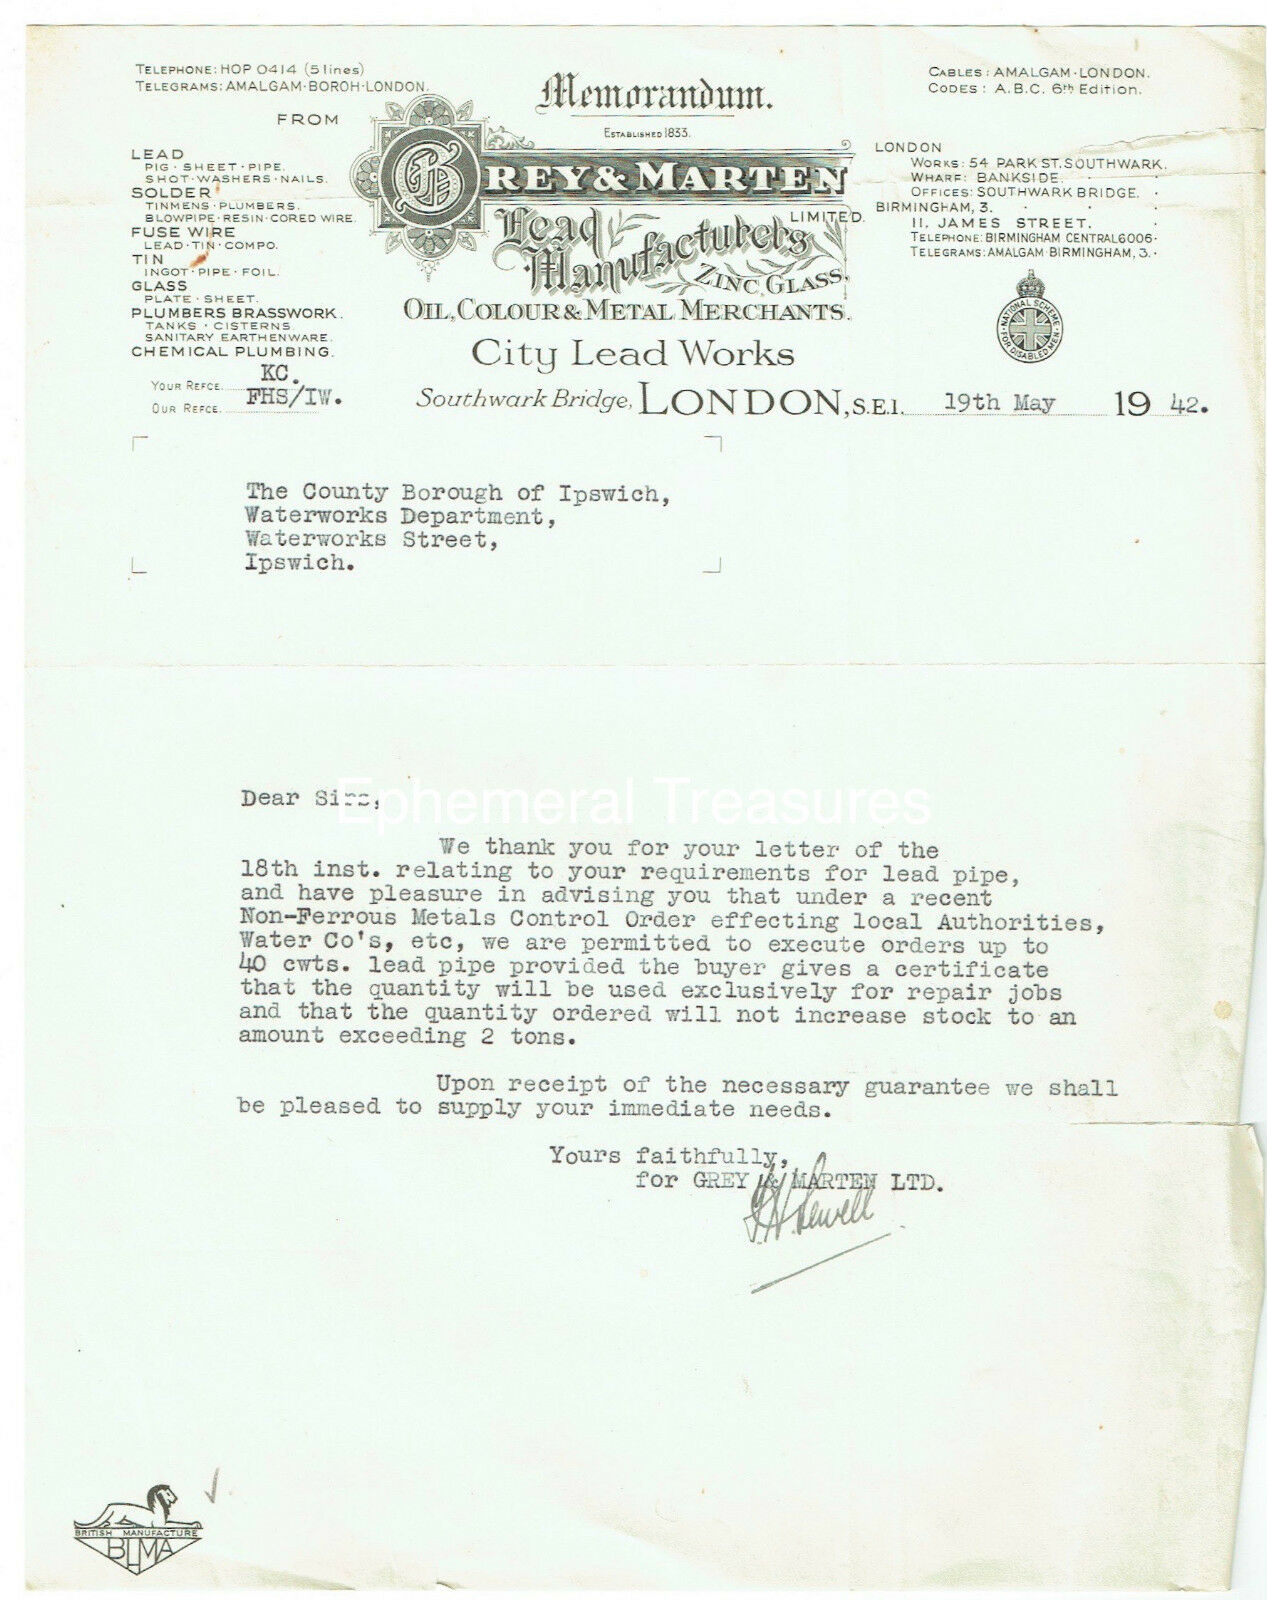 TELEPHONE: HOP 0414 (5 lines)
TELEGRAMS: AMALGAM·BOROH·LONDON.
FROM
Memorandum.
ESTABLISHED 1833.
CABLES: AMALGAM·LONDON.
CODES: A.B.C. 6th Edition.
LEAD
PIG·SHEET·PIPE.
SHOT·WASHERS·NAILS.
SOLDER
TINMENS·PLUMBERS.
BLOWPIPE·RESIN·CORED WIRE.
FUSE WIRE
LEAD·TIN·COMPO.
TIN
INGOT·PIPE·FOIL.
GLASS
PLATE·SHEET.
PLUMBERS BRASSWORK.
TANKS·CISTERNS.
SANITARY EARTHENWARE.
CHEMICAL PLUMBING.
GREY & MARTEN
LIMITED.
Lead
Manufacturers
ZINC, GLASS,
OIL, COLOUR & METAL MERCHANTS.
City Lead Works
Southwark Bridge, LONDON, S.E.1. 19th May 19 42.
LONDON
WORKS: 54 PARK ST. SOUTHWARK.
WHARF: BANKSIDE.
OFFICES: SOUTHWARK BRIDGE.
BIRMINGHAM, 3.
11, JAMES STREET.
TELEPHONE: BIRMINGHAM CENTRAL 6006·
TELEGRAMS: AMALGAM·BIRMINGHAM, 3.·
NATIONAL SCHEME
FOR DISABLED MEN
YOUR REFCE. KC.
OUR REFCE. FHS/IW.
The County Borough of Ipswich,
Waterworks Department,
Waterworks Street,
Ipswich.
Ephemeral Treasures
Dear Sirs,
We thank you for your letter of the
18th inst. relating to your requirements for lead pipe,
and have pleasure in advising you that under a recent
Non-Ferrous Metals Control Order effecting local Authorities,
Water Co's, etc, we are permitted to execute orders up to
40 cwts. lead pipe provided the buyer gives a certificate
that the quantity will be used exclusively for repair jobs
and that the quantity ordered will not increase stock to an
amount exceeding 2 tons.
Upon receipt of the necessary guarantee we shall
be pleased to supply your immediate needs.
Yours faithfully,
for GREY & MARTEN LTD.
F.H. Sewell
BRITISH MANUFACTURE
BLMA